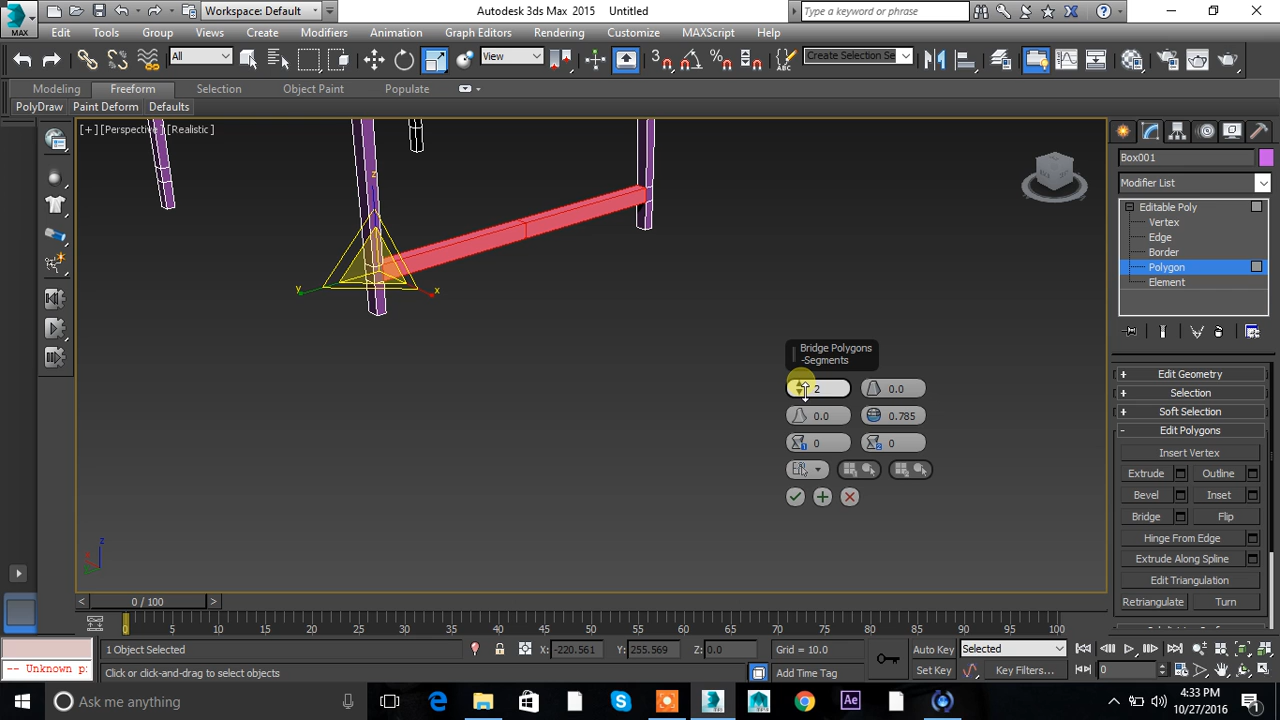 MAX
Workspace: Default
Autodesk 3ds Max 2015 Untitled
Type a keyword or phrase
Edit Tools Group Views Create Modifiers Animation Graph Editors Rendering Customize MAXScript Help
All
View
Create Selection Se
Modeling Freeform Selection Object Paint Populate
PolyDraw Paint Deform Defaults
[+] [Perspective ] [Realistic ]
z
y
x
Box001
Modifier List
Editable Poly
Vertex
Edge
Border
Polygon
Element
Bridge Polygons
-Segments
2 0.0
0.0 0.785
0 0
+ Edit Geometry
+ Selection
+ Soft Selection
- Edit Polygons
Insert Vertex
Extrude Outline
Bevel Inset
Bridge Flip
Hinge From Edge
Extrude Along Spline
Edit Triangulation
Retriangulate Turn
z
< 0 / 100 >
0 5 10 15 20 25 30 35 40 45 50 55 60 65 70 75 80 85 90 95 100
1 Object Selected X: -220.561 Y: 255.569 Z: 0.0 Grid = 10.0 Auto Key Selected
-- Unknown p: Click or click-and-drag to select objects Add Time Tag Set Key Key Filters... 0
Ask me anything
Ae
4:33 PM
10/27/2016